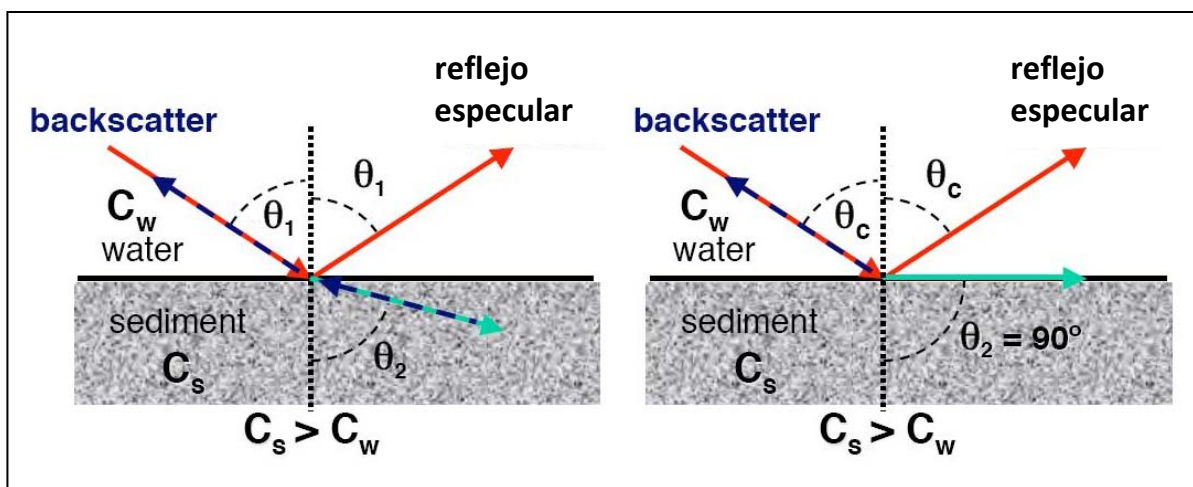 reflejo
especular
backscatter
θ1
θ1
Cw
water
sediment
θ2
Cs
Cs > Cw
reflejo
especular
backscatter
θc
θc
Cw
water
sediment
θ2 = 90º
Cs
Cs > Cw